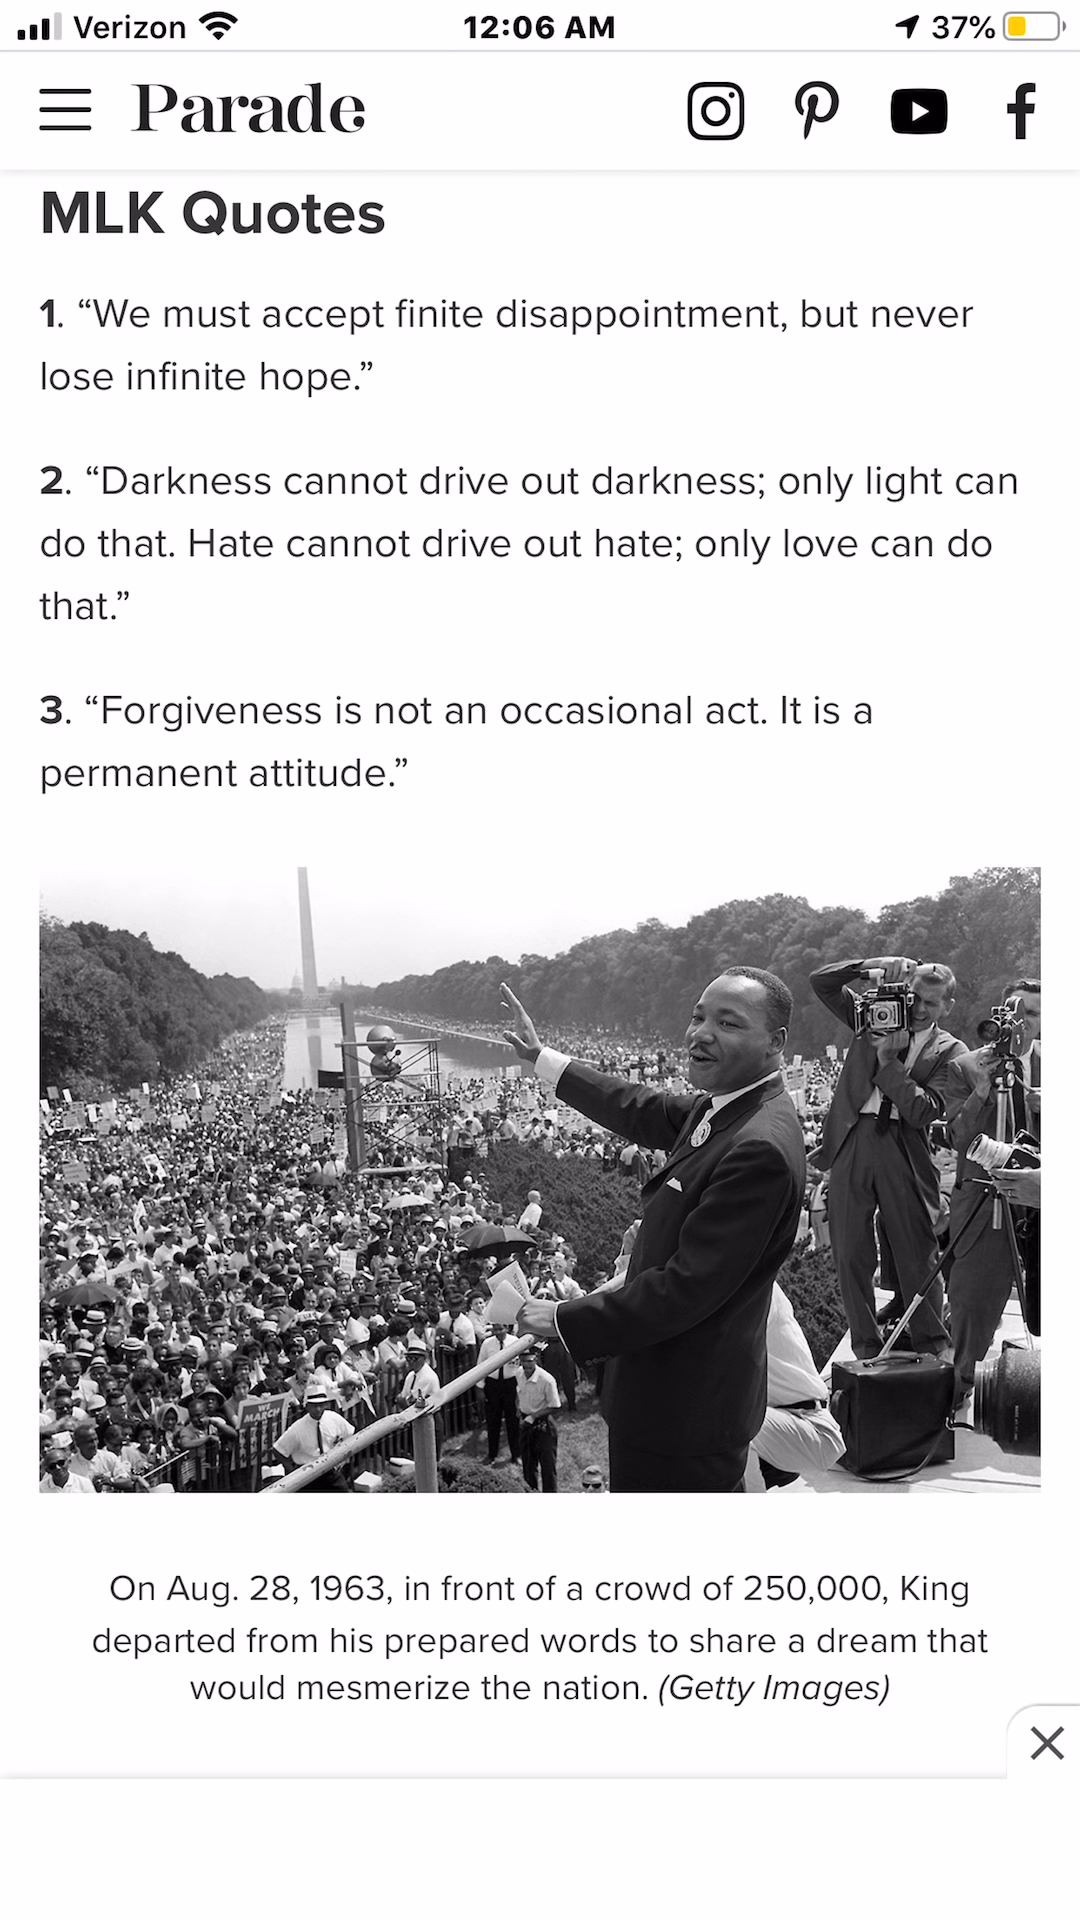 Verizon 12:06 AM 37%
Parade
MLK Quotes
1. “We must accept finite disappointment, but never
lose infinite hope.”
2. “Darkness cannot drive out darkness; only light can
do that. Hate cannot drive out hate; only love can do
that.”
3. “Forgiveness is not an occasional act. It is a
permanent attitude.”
WE
MARCH
On Aug. 28, 1963, in front of a crowd of 250,000, King
departed from his prepared words to share a dream that
would mesmerize the nation. (Getty Images)